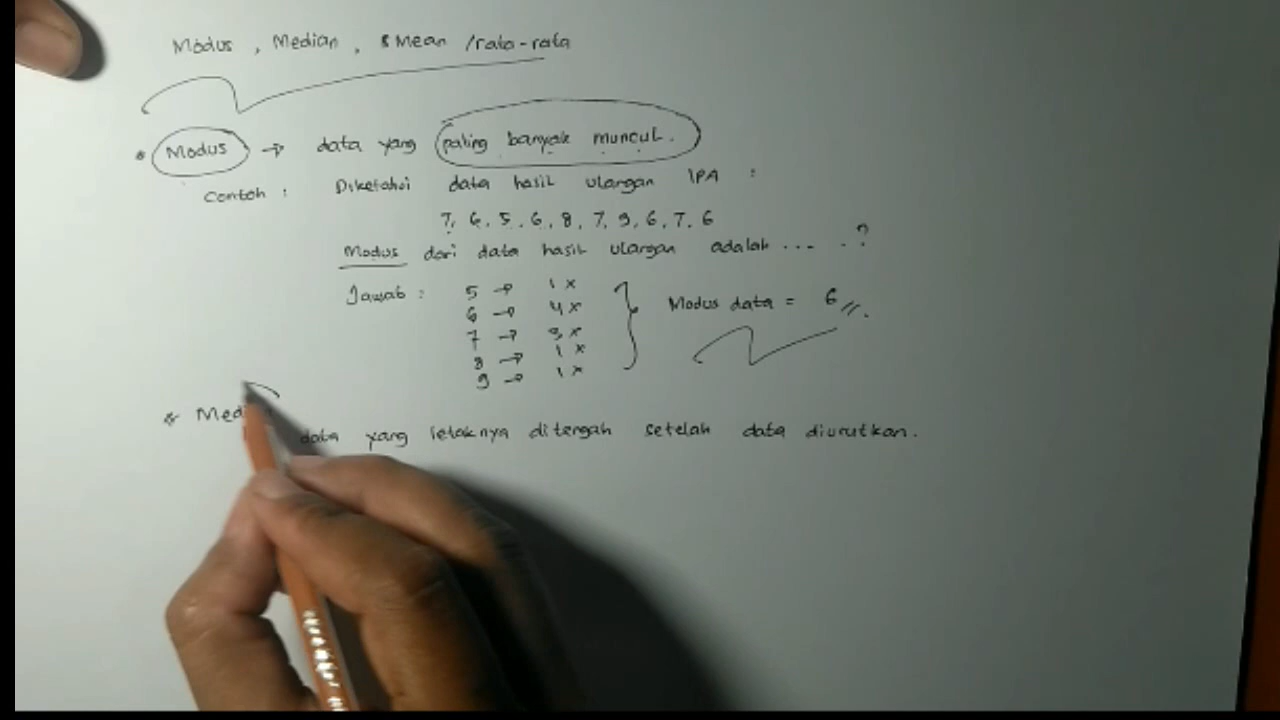 Modus, Median, & Mean / rata-rata
* Modus → data yang paling banyak muncul.
Contoh : Diketahui data hasil ulangan IPA :
7, 6, 5, 6, 8, 7, 9, 6, 7, 6
Modus dari data hasil ulangan adalah ... . ?
Jawab : 5 → 1 x
6 → 4 x
7 → 3 x
8 → 1 x
9 → 1 x
Modus data = 6 //.
* Med
data yang letaknya ditengah setelah data diurutkan.